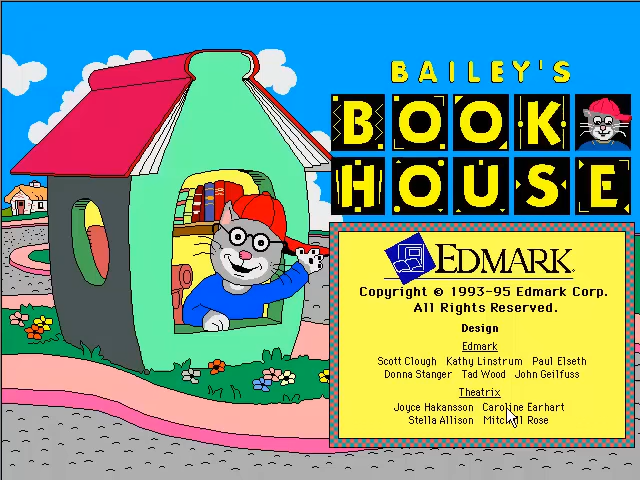 BAILEY'S
BOOK
HOUSE
EDMARK
Copyright © 1993-95 Edmark Corp.
All Rights Reserved.
Design
Edmark
Scott Clough Kathy Linstrum Paul Elseth
Donna Stanger Tad Wood John Geilfuss
Theatrix
Joyce Hakansson Caroline Earhart
Stella Allison Mitchell Rose